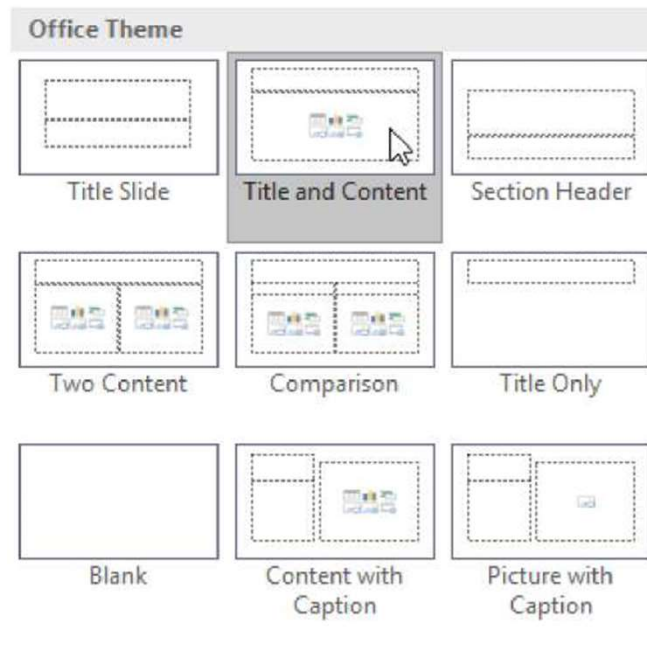 Office Theme
Title Slide
Title and Content
Section Header
Two Content
Comparison
Title Only
Blank
Content with
Caption
Picture with
Caption